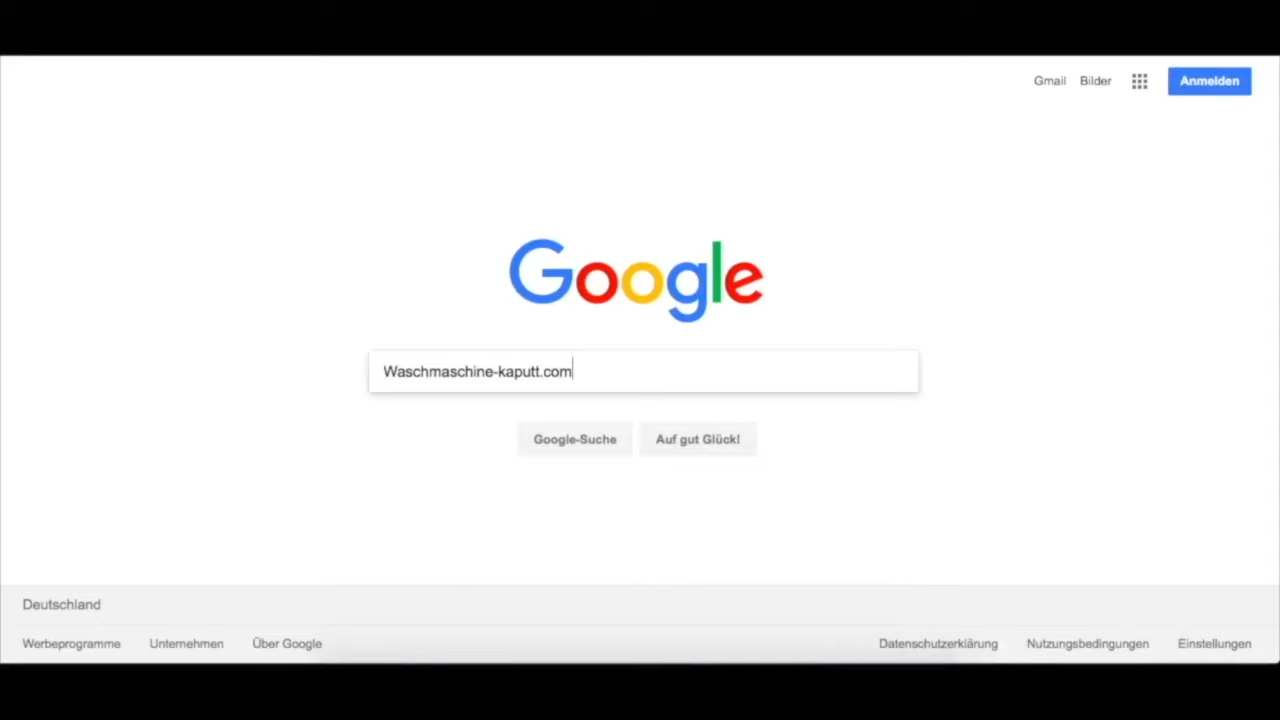 Gmail Bilder Anmelden
Google
Waschmaschine-kaputt.com
Google-Suche Auf gut Glück!
Deutschland
Werbeprogramme Unternehmen Über Google Datenschutzerklärung Nutzungsbedingungen Einstellungen